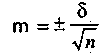 m = ± δ/√n